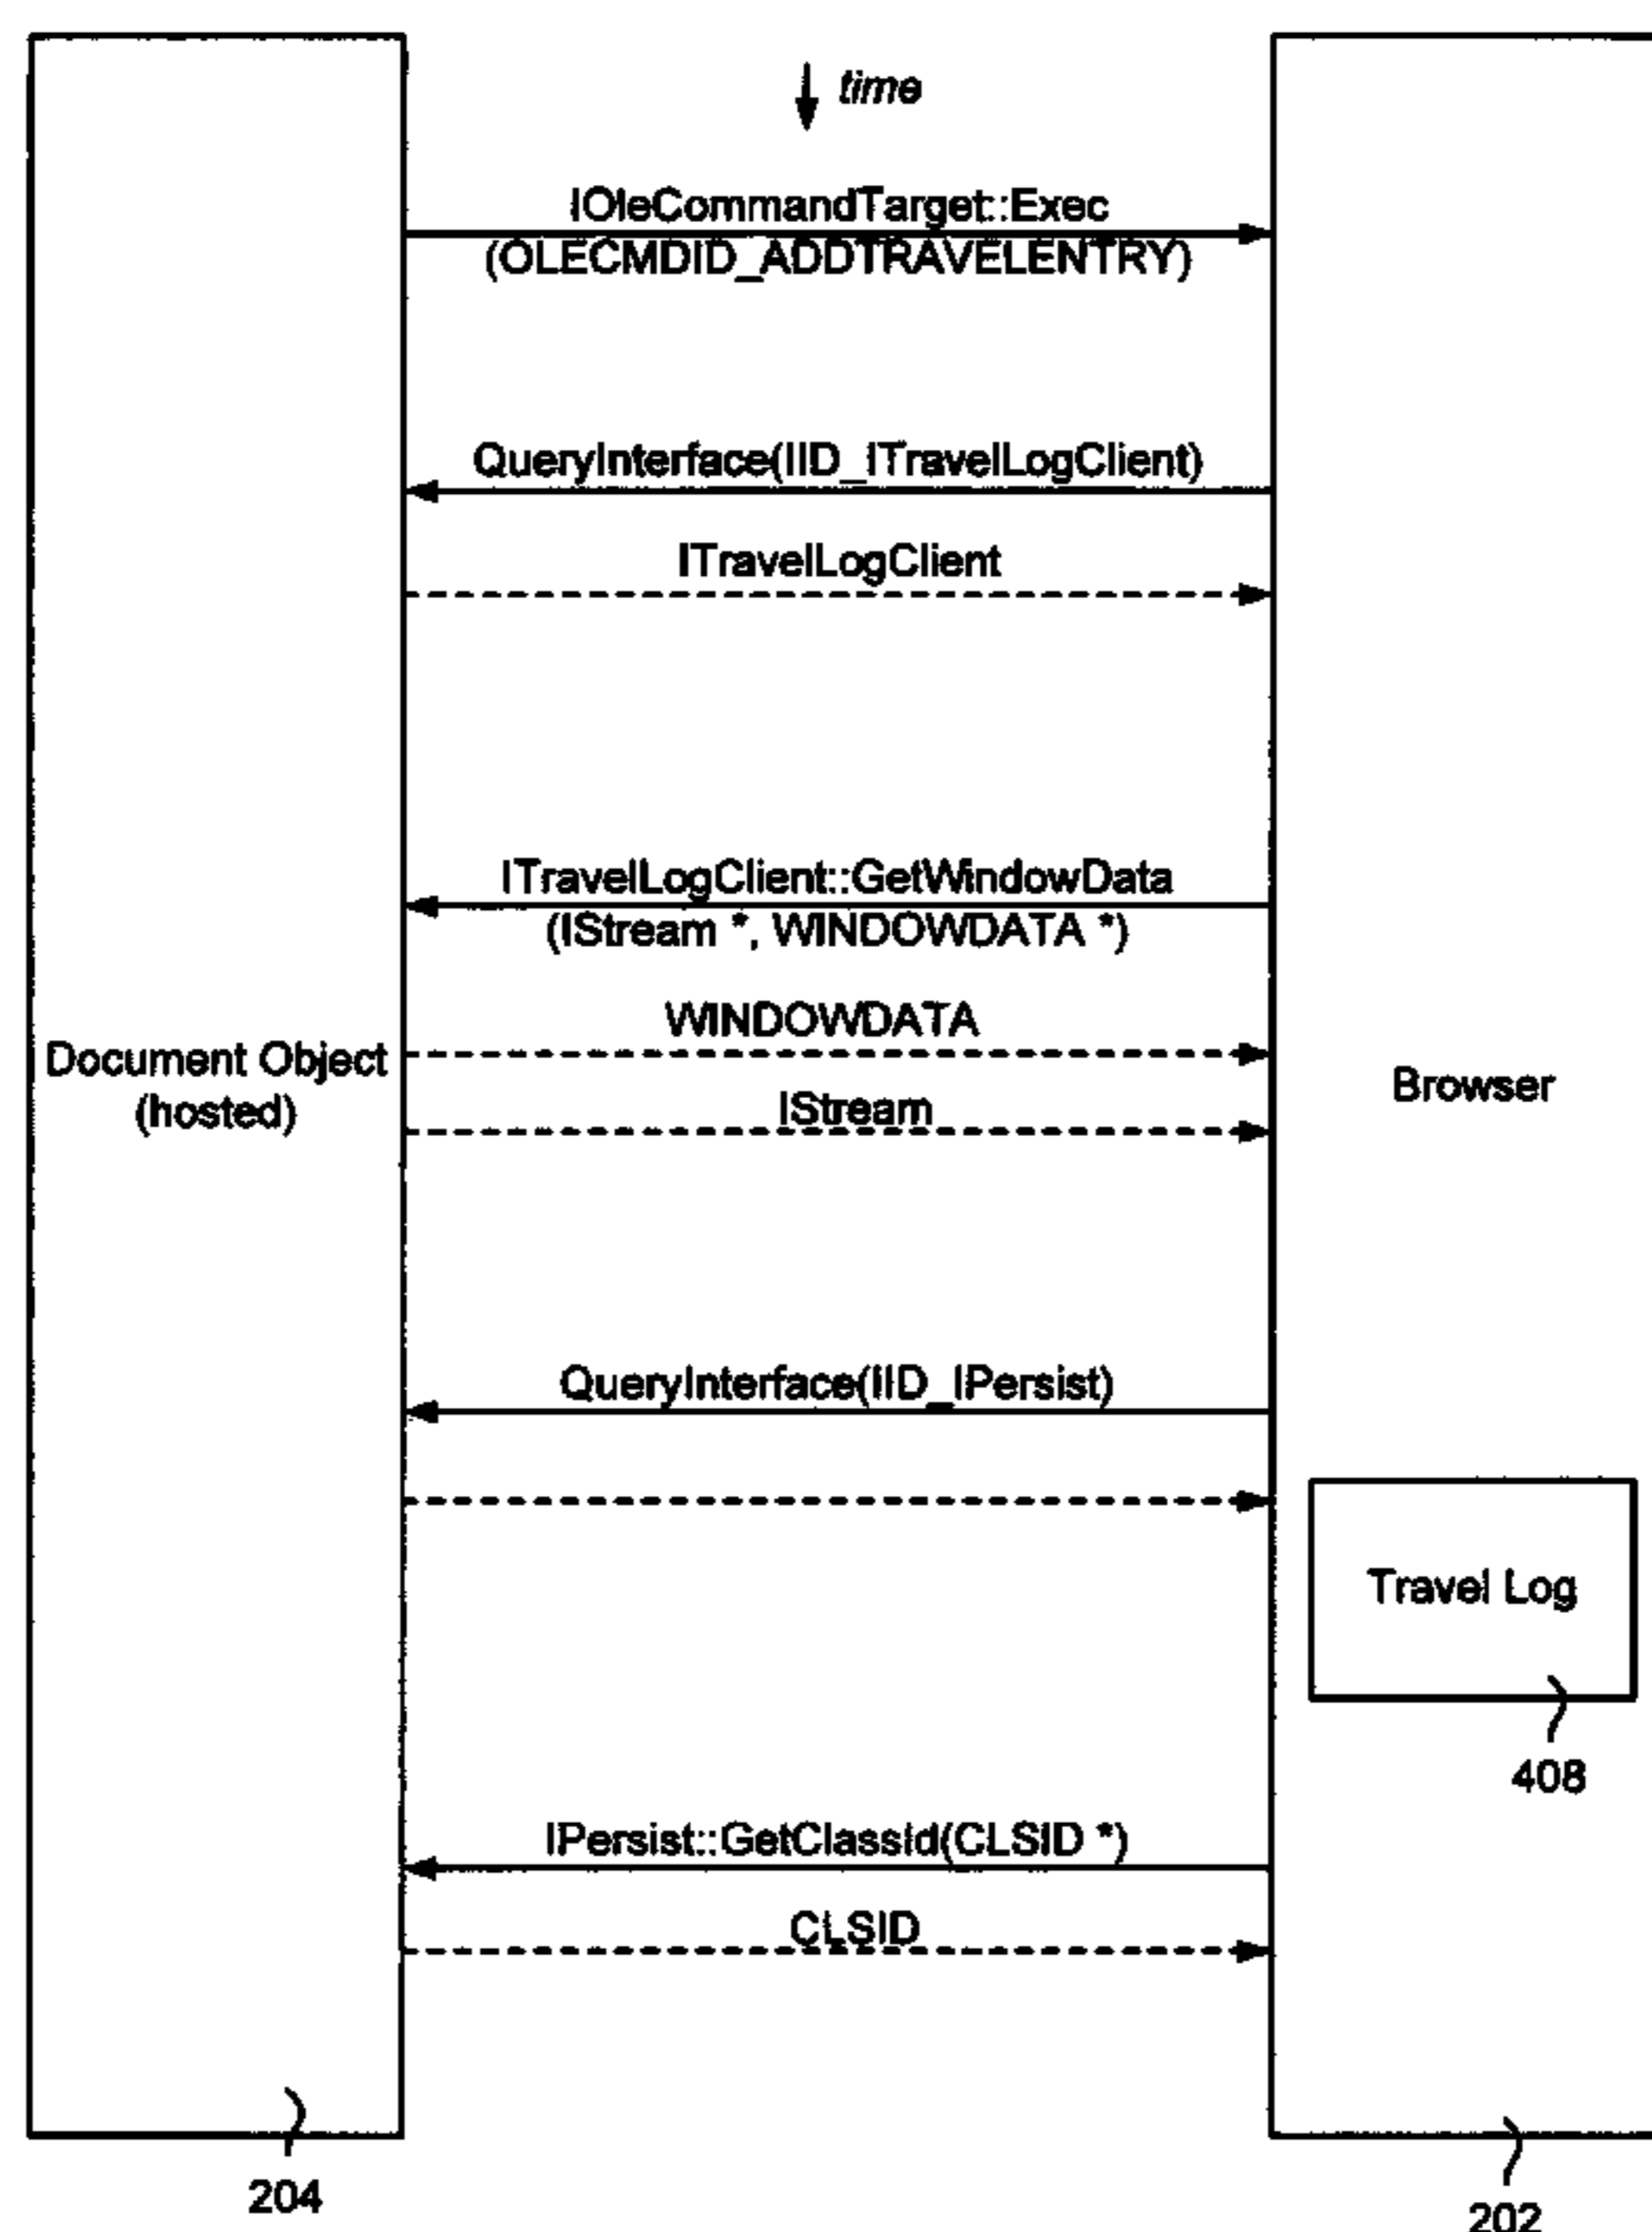 time
IOleCommandTarget::Exec
(OLECMDID_ADDTRAVELENTRY)
QueryInterface(IID_ITravelLogClient)
ITravelLogClient
ITravelLogClient::GetWindowData
(IStream *, WINDOWDATA *)
WINDOWDATA
Document Object
(hosted)
Browser
IStream
QueryInterface(IID_IPersist)
Travel Log
408
IPersist::GetClassId(CLSID *)
CLSID
204
202